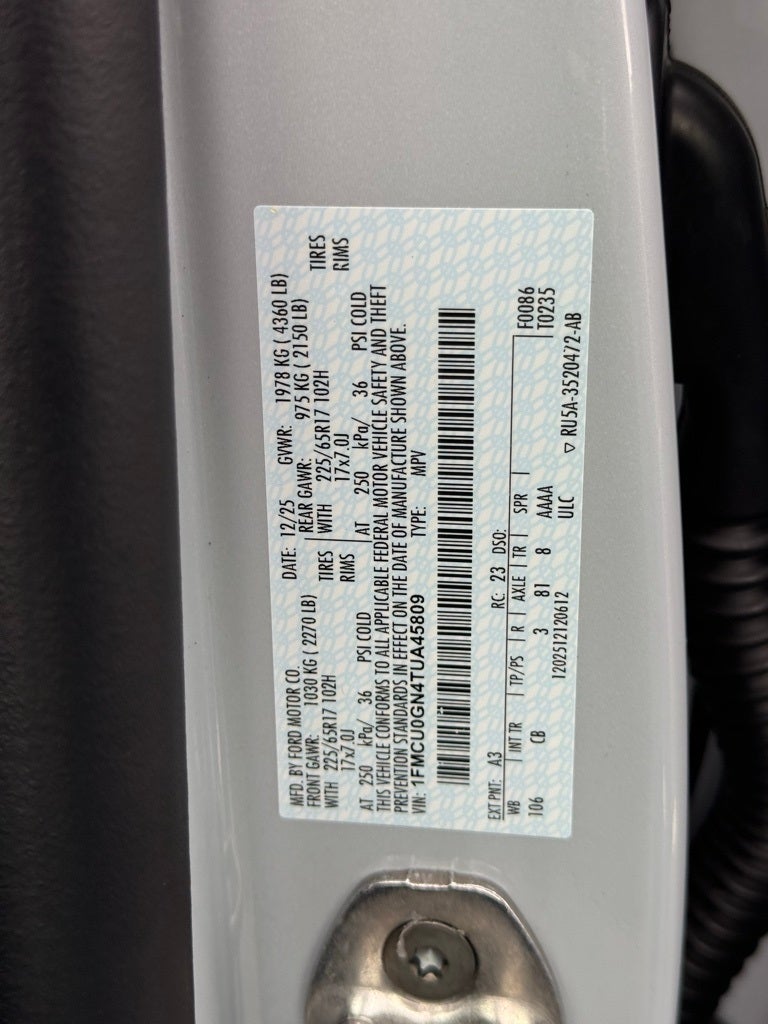 MFD. BY FORD MOTOR CO.
DATE: 12/25 GVWR: 1978 KG ( 4360 LB)
FRONT GAWR: 1030 KG ( 2270 LB) REAR GAWR: 975 KG ( 2150 LB)
WITH 225/65R17 102H TIRES WITH 225/65R17 102H TIRES
17x7.0J RIMS 17x7.0J RIMS
AT 250 kPa/ 36 PSI COLD AT 250 kPa/ 36 PSI COLD
THIS VEHICLE CONFORMS TO ALL APPLICABLE FEDERAL MOTOR VEHICLE SAFETY AND THEFT
PREVENTION STANDARDS IN EFFECT ON THE DATE OF MANUFACTURE SHOWN ABOVE.
VIN: 1FMCU0GN4TUA45809 TYPE: MPV
EXT PNT: A3 RC: 23 DSO:
WB INT TR TP/PS R AXLE TR SPR F0086
106 CB 3 81 8 AAAA T0235
1202512120612 ULC ▽ RU5A-3520472-AB